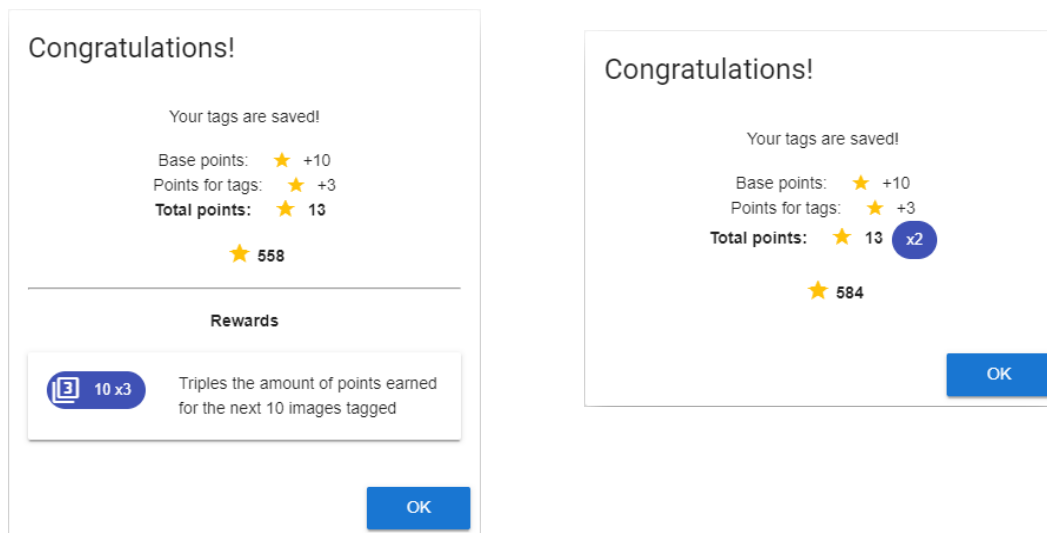 Congratulations!
Your tags are saved!
Base points: +10
Points for tags: +3
Total points: 13
558
Rewards
3 10 x3 Triples the amount of points earned
for the next 10 images tagged
OK
Congratulations!
Your tags are saved!
Base points: +10
Points for tags: +3
Total points: 13 x2
584
OK